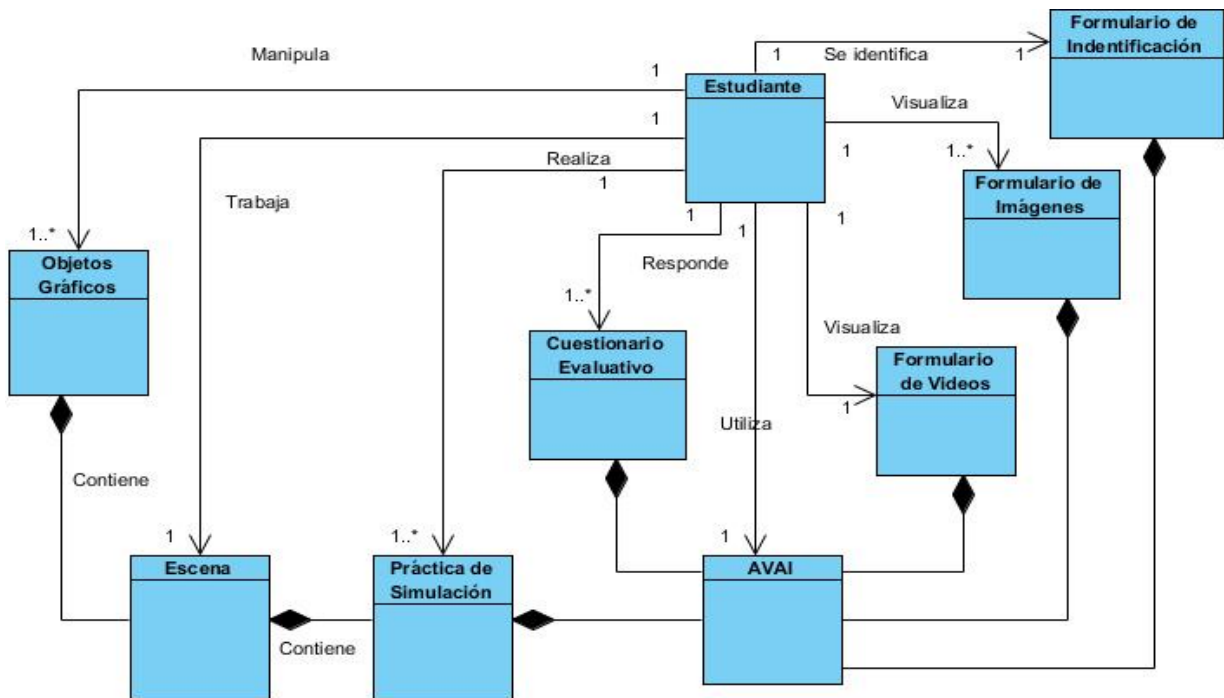 Formulario de
Indentificación
Manipula
1
Se identifica
1
1
Estudiante
Visualiza
1
Realiza
1
1..*
Trabaja
1
Formulario de
Imágenes
1
1
1
1..*
Objetos
Gráficos
Responde
1..*
Visualiza
Cuestionario
Evaluativo
Formulario
de Videos
1
Utiliza
Contiene
1
1..*
1
Escena
Práctica de
Simulación
AVAI
Contiene